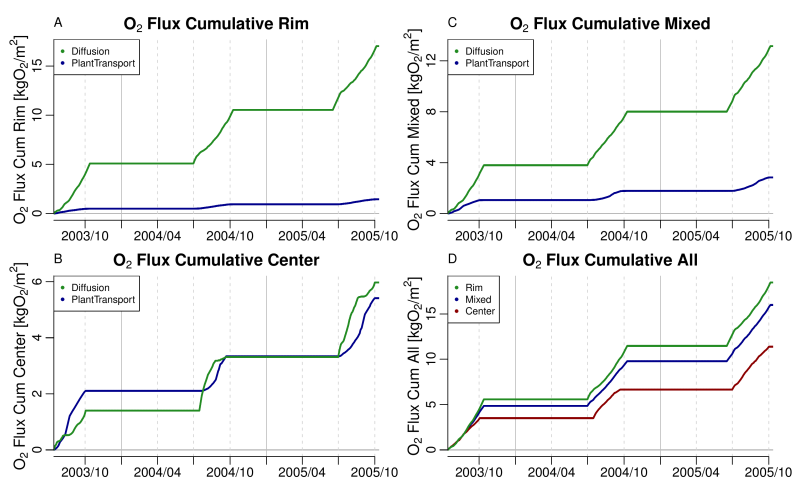 A
O2 Flux Cumulative Rim
O2 Flux Cum Rim [kgO2/m2]
Diffusion
PlantTransport
15
10
5
0
2003/10 2004/04 2004/10 2005/04 2005/10
C
O2 Flux Cumulative Mixed
O2 Flux Cum Mixed [kgO2/m2]
Diffusion
PlantTransport
12
8
4
0
2003/10 2004/04 2004/10 2005/04 2005/10
B
O2 Flux Cumulative Center
O2 Flux Cum Center [kgO2/m2]
Diffusion
PlantTransport
6
4
2
0
2003/10 2004/04 2004/10 2005/04 2005/10
D
O2 Flux Cumulative All
O2 Flux Cum All [kgO2/m2]
Rim
Mixed
Center
15
10
5
0
2003/10 2004/04 2004/10 2005/04 2005/10